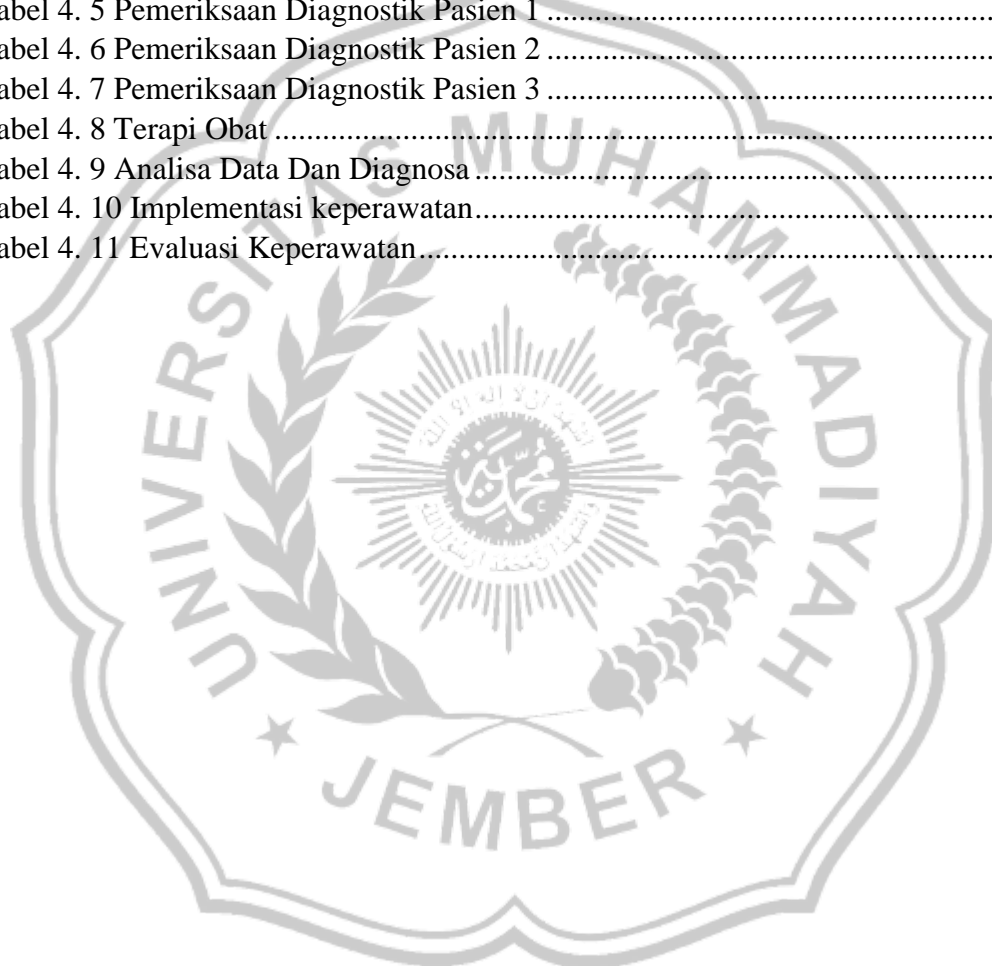 abel 4. 5 Pemeriksaan Diagnostik Pasien 1 ..........................................................
abel 4. 6 Pemeriksaan Diagnostik Pasien 2 ..........................................................
abel 4. 7 Pemeriksaan Diagnostik Pasien 3 ..........................................................
abel 4. 8 Terapi Obat ...............................................................................................
abel 4. 9 Analisa Data Dan Diagnosa ....................................................................
abel 4. 10 Implementasi keperawatan....................................................................
abel 4. 11 Evaluasi Keperawatan............................................................................
UNIVERSITAS MUHAMMADIYAH
JEMBER